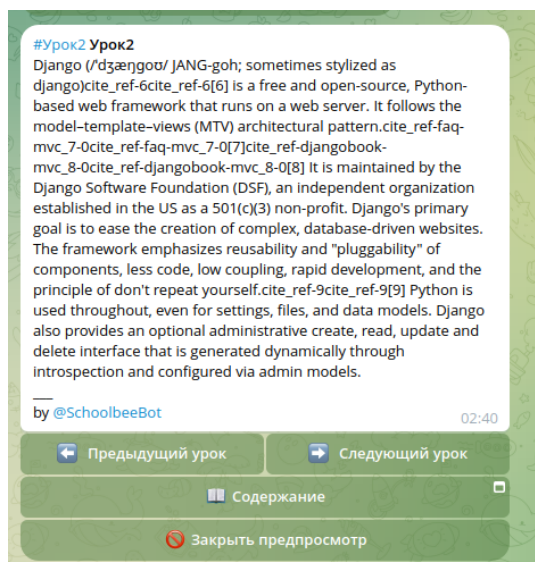 #Урок2 Урок2
Django (/ˈdʒæŋɡoʊ/ JANG-goh; sometimes stylized as
django)cite_ref-6cite_ref-6[6] is a free and open-source, Python-
based web framework that runs on a web server. It follows the
model–template–views (MTV) architectural pattern.cite_ref-faq-
mvc_7-0cite_ref-faq-mvc_7-0[7]cite_ref-djangobook-
mvc_8-0cite_ref-djangobook-mvc_8-0[8] It is maintained by the
Django Software Foundation (DSF), an independent organization
established in the US as a 501(c)(3) non-profit. Django's primary
goal is to ease the creation of complex, database-driven websites.
The framework emphasizes reusability and "pluggability" of
components, less code, low coupling, rapid development, and the
principle of don't repeat yourself.cite_ref-9cite_ref-9[9] Python is
used throughout, even for settings, files, and data models. Django
also provides an optional administrative create, read, update and
delete interface that is generated dynamically through
introspection and configured via admin models.
___
by @SchoolbeeBot
02:40
Предыдущий урок
Следующий урок
Содержание
Закрыть предпросмотр